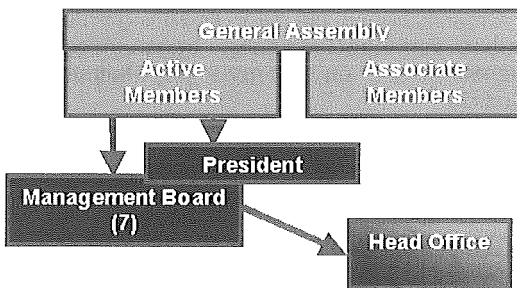 General Assembly
Active
Members
Associate
Members
President
Management Board
(7)
Head Office